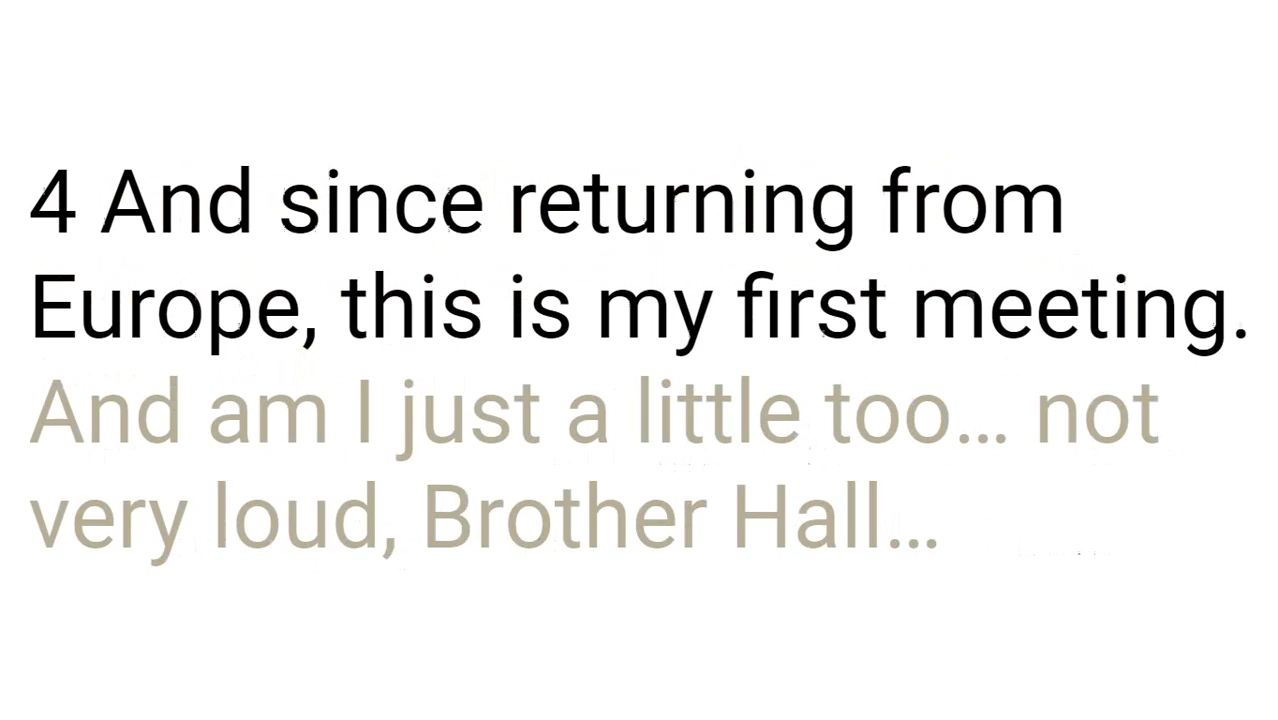 4 And since returning from
Europe, this is my first meeting.
And am I just a little too… not
very loud, Brother Hall…